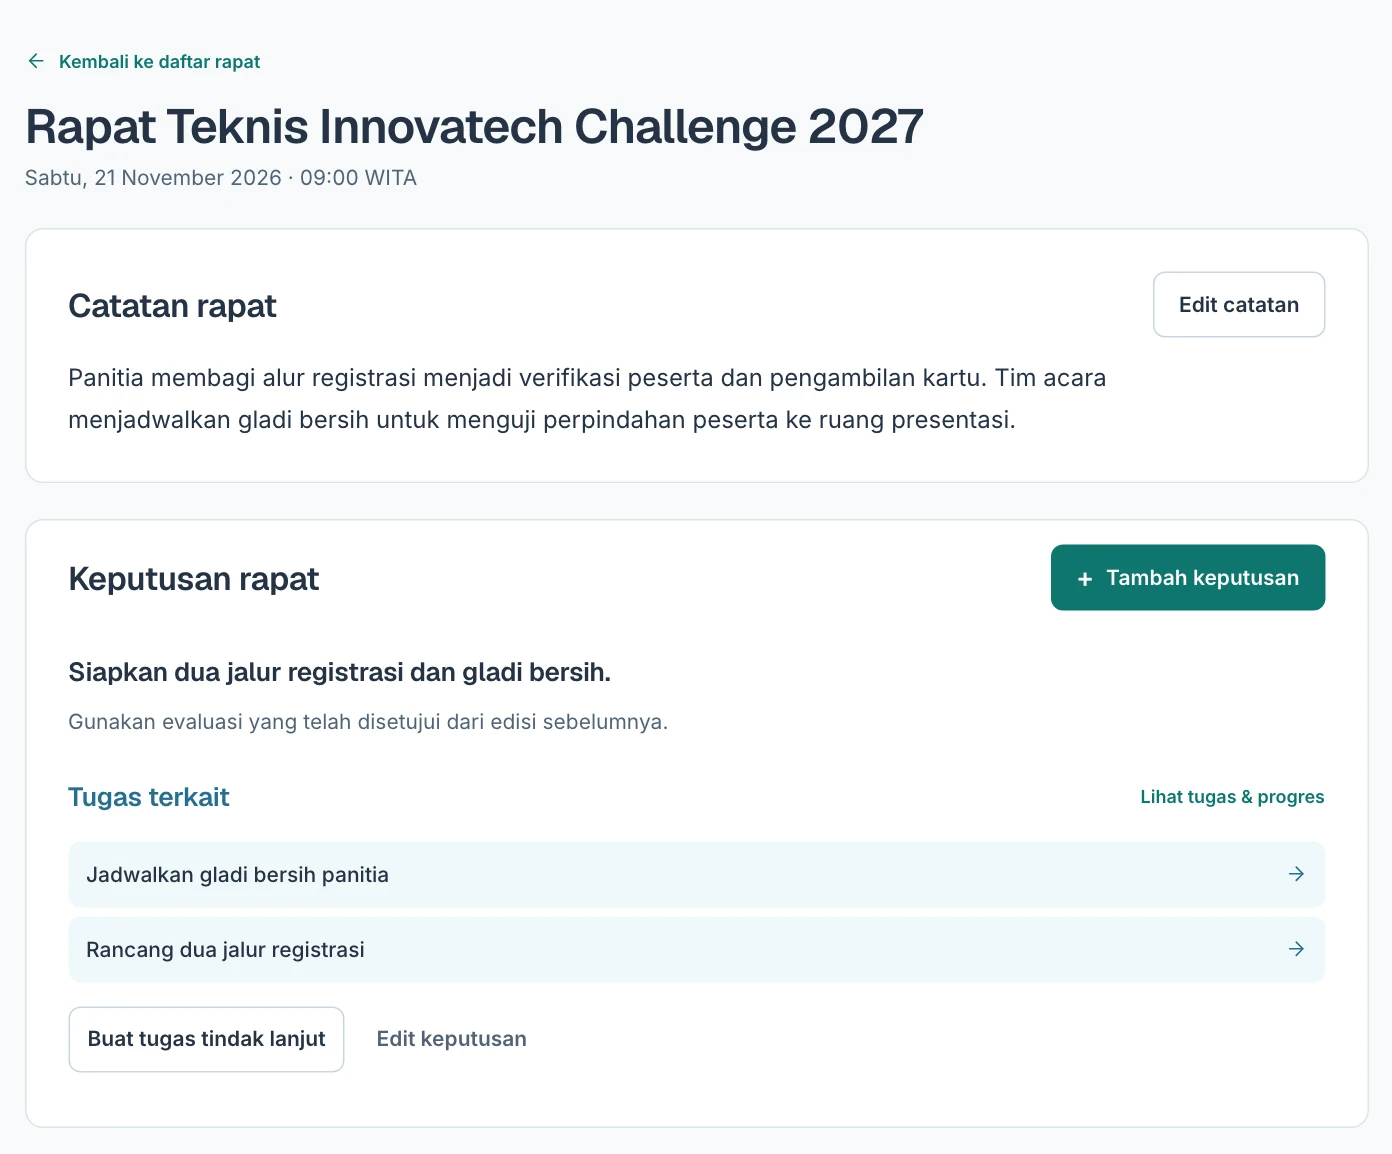 ← Kembali ke daftar rapat
Rapat Teknis Innovatech Challenge 2027
Sabtu, 21 November 2026 · 09:00 WITA
Catatan rapat
Edit catatan
Panitia membagi alur registrasi menjadi verifikasi peserta dan pengambilan kartu. Tim acara
menjadwalkan gladi bersih untuk menguji perpindahan peserta ke ruang presentasi.
Keputusan rapat
+ Tambah keputusan
Siapkan dua jalur registrasi dan gladi bersih.
Gunakan evaluasi yang telah disetujui dari edisi sebelumnya.
Tugas terkait
Lihat tugas & progres
Jadwalkan gladi bersih panitia →
Rancang dua jalur registrasi →
Buat tugas tindak lanjut
Edit keputusan